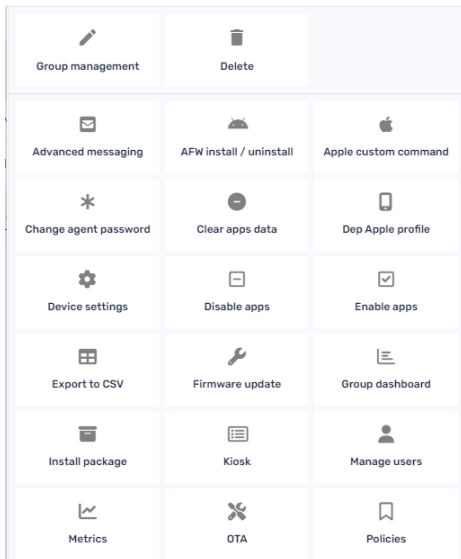 Group management
Delete
Advanced messaging
AFW install / uninstall
Apple custom command
Change agent password
Clear apps data
Dep Apple profile
Device settings
Disable apps
Enable apps
Export to CSV
Firmware update
Group dashboard
Install package
Kiosk
Manage users
Metrics
OTA
Policies